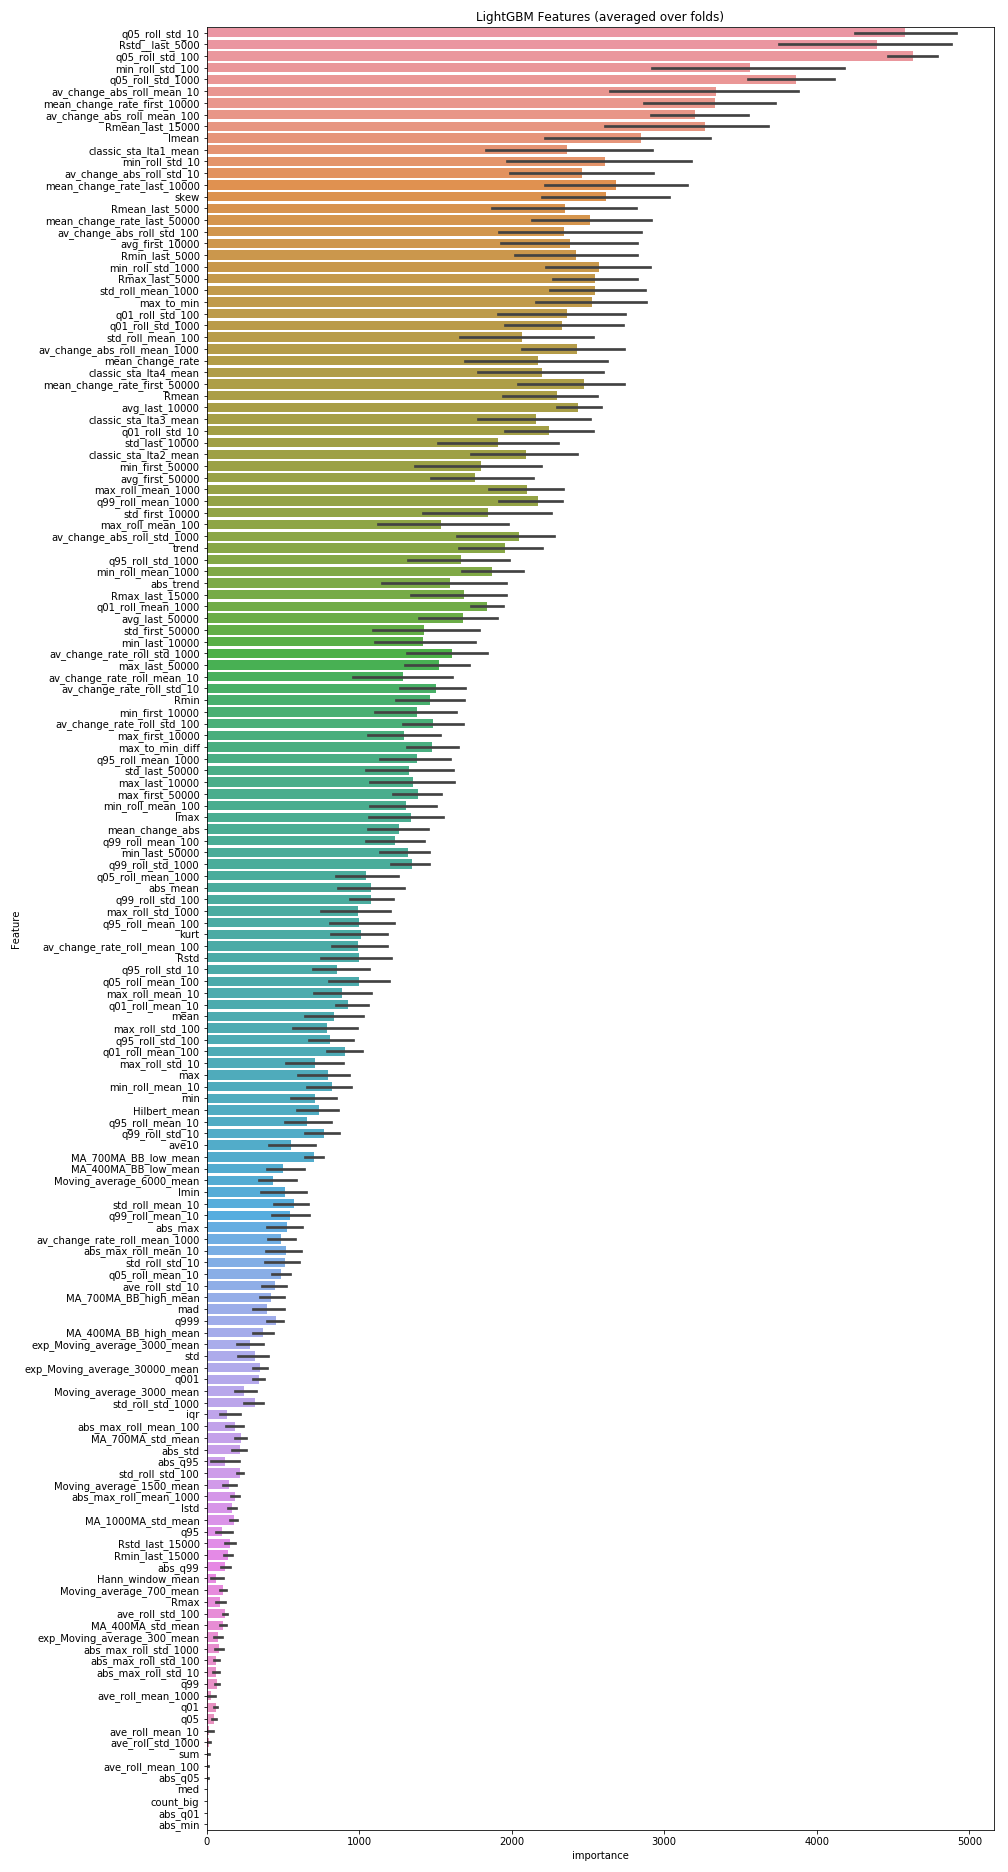 LightGBM Features (averaged over folds)
q05_roll_std_10
Rstd__last_5000
q05_roll_std_100
min_roll_std_100
q05_roll_std_1000
av_change_abs_roll_mean_10
mean_change_rate_first_10000
av_change_abs_roll_mean_100
Rmean_last_15000
Imean
classic_sta_lta1_mean
min_roll_std_10
av_change_abs_roll_std_10
mean_change_rate_last_10000
skew
Rmean_last_5000
mean_change_rate_last_50000
av_change_abs_roll_std_100
avg_first_10000
Rmin_last_5000
min_roll_std_1000
Rmax_last_5000
std_roll_mean_1000
max_to_min
q01_roll_std_100
q01_roll_std_1000
std_roll_mean_100
av_change_abs_roll_mean_1000
mean_change_rate
classic_sta_lta4_mean
mean_change_rate_first_50000
Rmean
avg_last_10000
classic_sta_lta3_mean
q01_roll_std_10
std_last_10000
classic_sta_lta2_mean
min_first_50000
avg_first_50000
max_roll_mean_1000
q99_roll_mean_1000
std_first_10000
max_roll_mean_100
av_change_abs_roll_std_1000
trend
q95_roll_std_1000
min_roll_mean_1000
abs_trend
Rmax_last_15000
q01_roll_mean_1000
avg_last_50000
std_first_50000
min_last_10000
av_change_rate_roll_std_1000
max_last_50000
av_change_rate_roll_mean_10
av_change_rate_roll_std_10
Rmin
min_first_10000
av_change_rate_roll_std_100
max_first_10000
max_to_min_diff
q95_roll_mean_1000
std_last_50000
max_last_10000
max_first_50000
min_roll_mean_100
Imax
mean_change_abs
q99_roll_mean_100
min_last_50000
q99_roll_std_1000
q05_roll_mean_1000
abs_mean
q99_roll_std_100
max_roll_std_1000
q95_roll_mean_100
kurt
av_change_rate_roll_mean_100
Rstd
q95_roll_std_10
q05_roll_mean_100
max_roll_mean_10
q01_roll_mean_10
mean
max_roll_std_100
q95_roll_std_100
q01_roll_mean_100
max_roll_std_10
max
min_roll_mean_10
min
Hilbert_mean
q95_roll_mean_10
q99_roll_std_10
ave10
MA_700MA_BB_low_mean
MA_400MA_BB_low_mean
Moving_average_6000_mean
Imin
std_roll_mean_10
q99_roll_mean_10
abs_max
av_change_rate_roll_mean_1000
abs_max_roll_mean_10
std_roll_std_10
q05_roll_mean_10
ave_roll_std_10
MA_700MA_BB_high_mean
mad
q999
MA_400MA_BB_high_mean
exp_Moving_average_3000_mean
std
exp_Moving_average_30000_mean
q001
Moving_average_3000_mean
std_roll_std_1000
iqr
abs_max_roll_mean_100
MA_700MA_std_mean
abs_std
abs_q95
std_roll_std_100
Moving_average_1500_mean
abs_max_roll_mean_1000
Istd
MA_1000MA_std_mean
q95
Rstd_last_15000
Rmin_last_15000
abs_q99
Hann_window_mean
Moving_average_700_mean
Rmax
ave_roll_std_100
MA_400MA_std_mean
exp_Moving_average_300_mean
abs_max_roll_std_1000
abs_max_roll_std_100
abs_max_roll_std_10
q99
ave_roll_mean_1000
q01
q05
ave_roll_mean_10
ave_roll_std_1000
sum
ave_roll_mean_100
abs_q05
med
count_big
abs_q01
abs_min
Feature
0 1000 2000 3000 4000 5000
importance